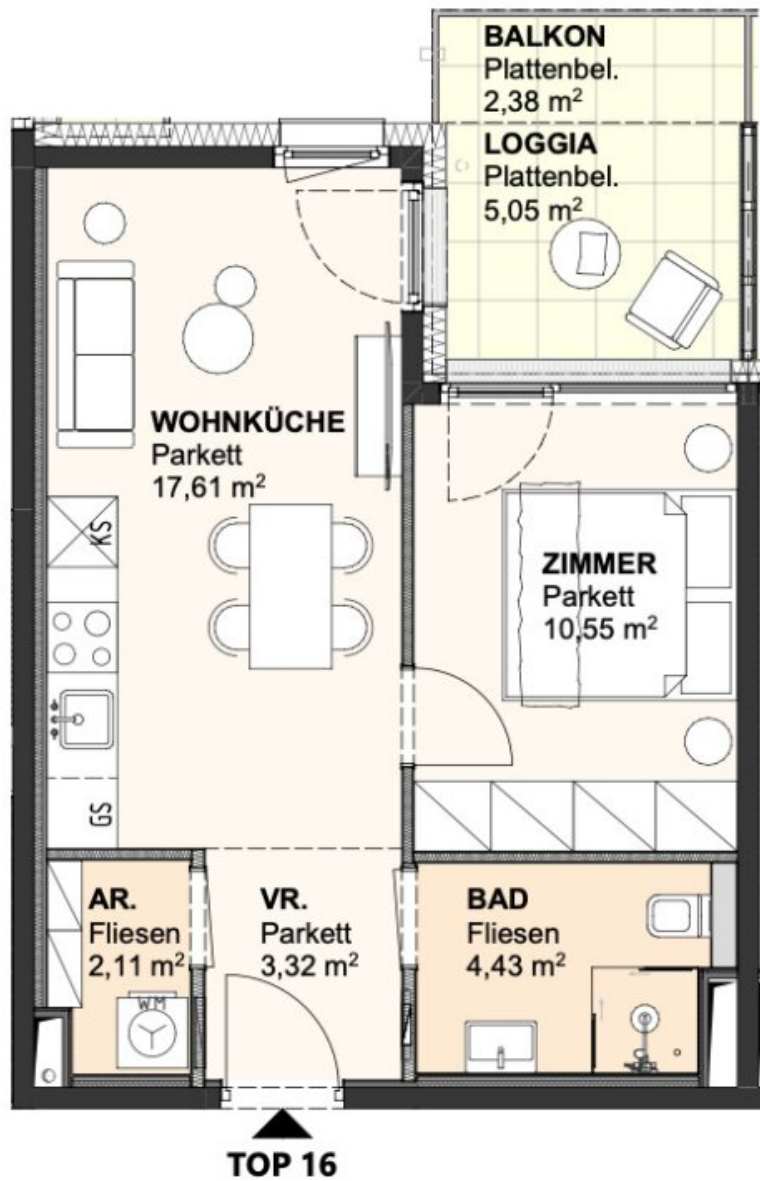 BALKON
Plattenbel.
2,38 m²
LOGGIA
Plattenbel.
5,05 m²
WOHNKÜCHE
Parkett
17,61 m²
KS
ZIMMER
Parkett
10,55 m²
GS
AR.
Fliesen
2,11 m²
WM
VR.
Parkett
3,32 m²
BAD
Fliesen
4,43 m²
TOP 16